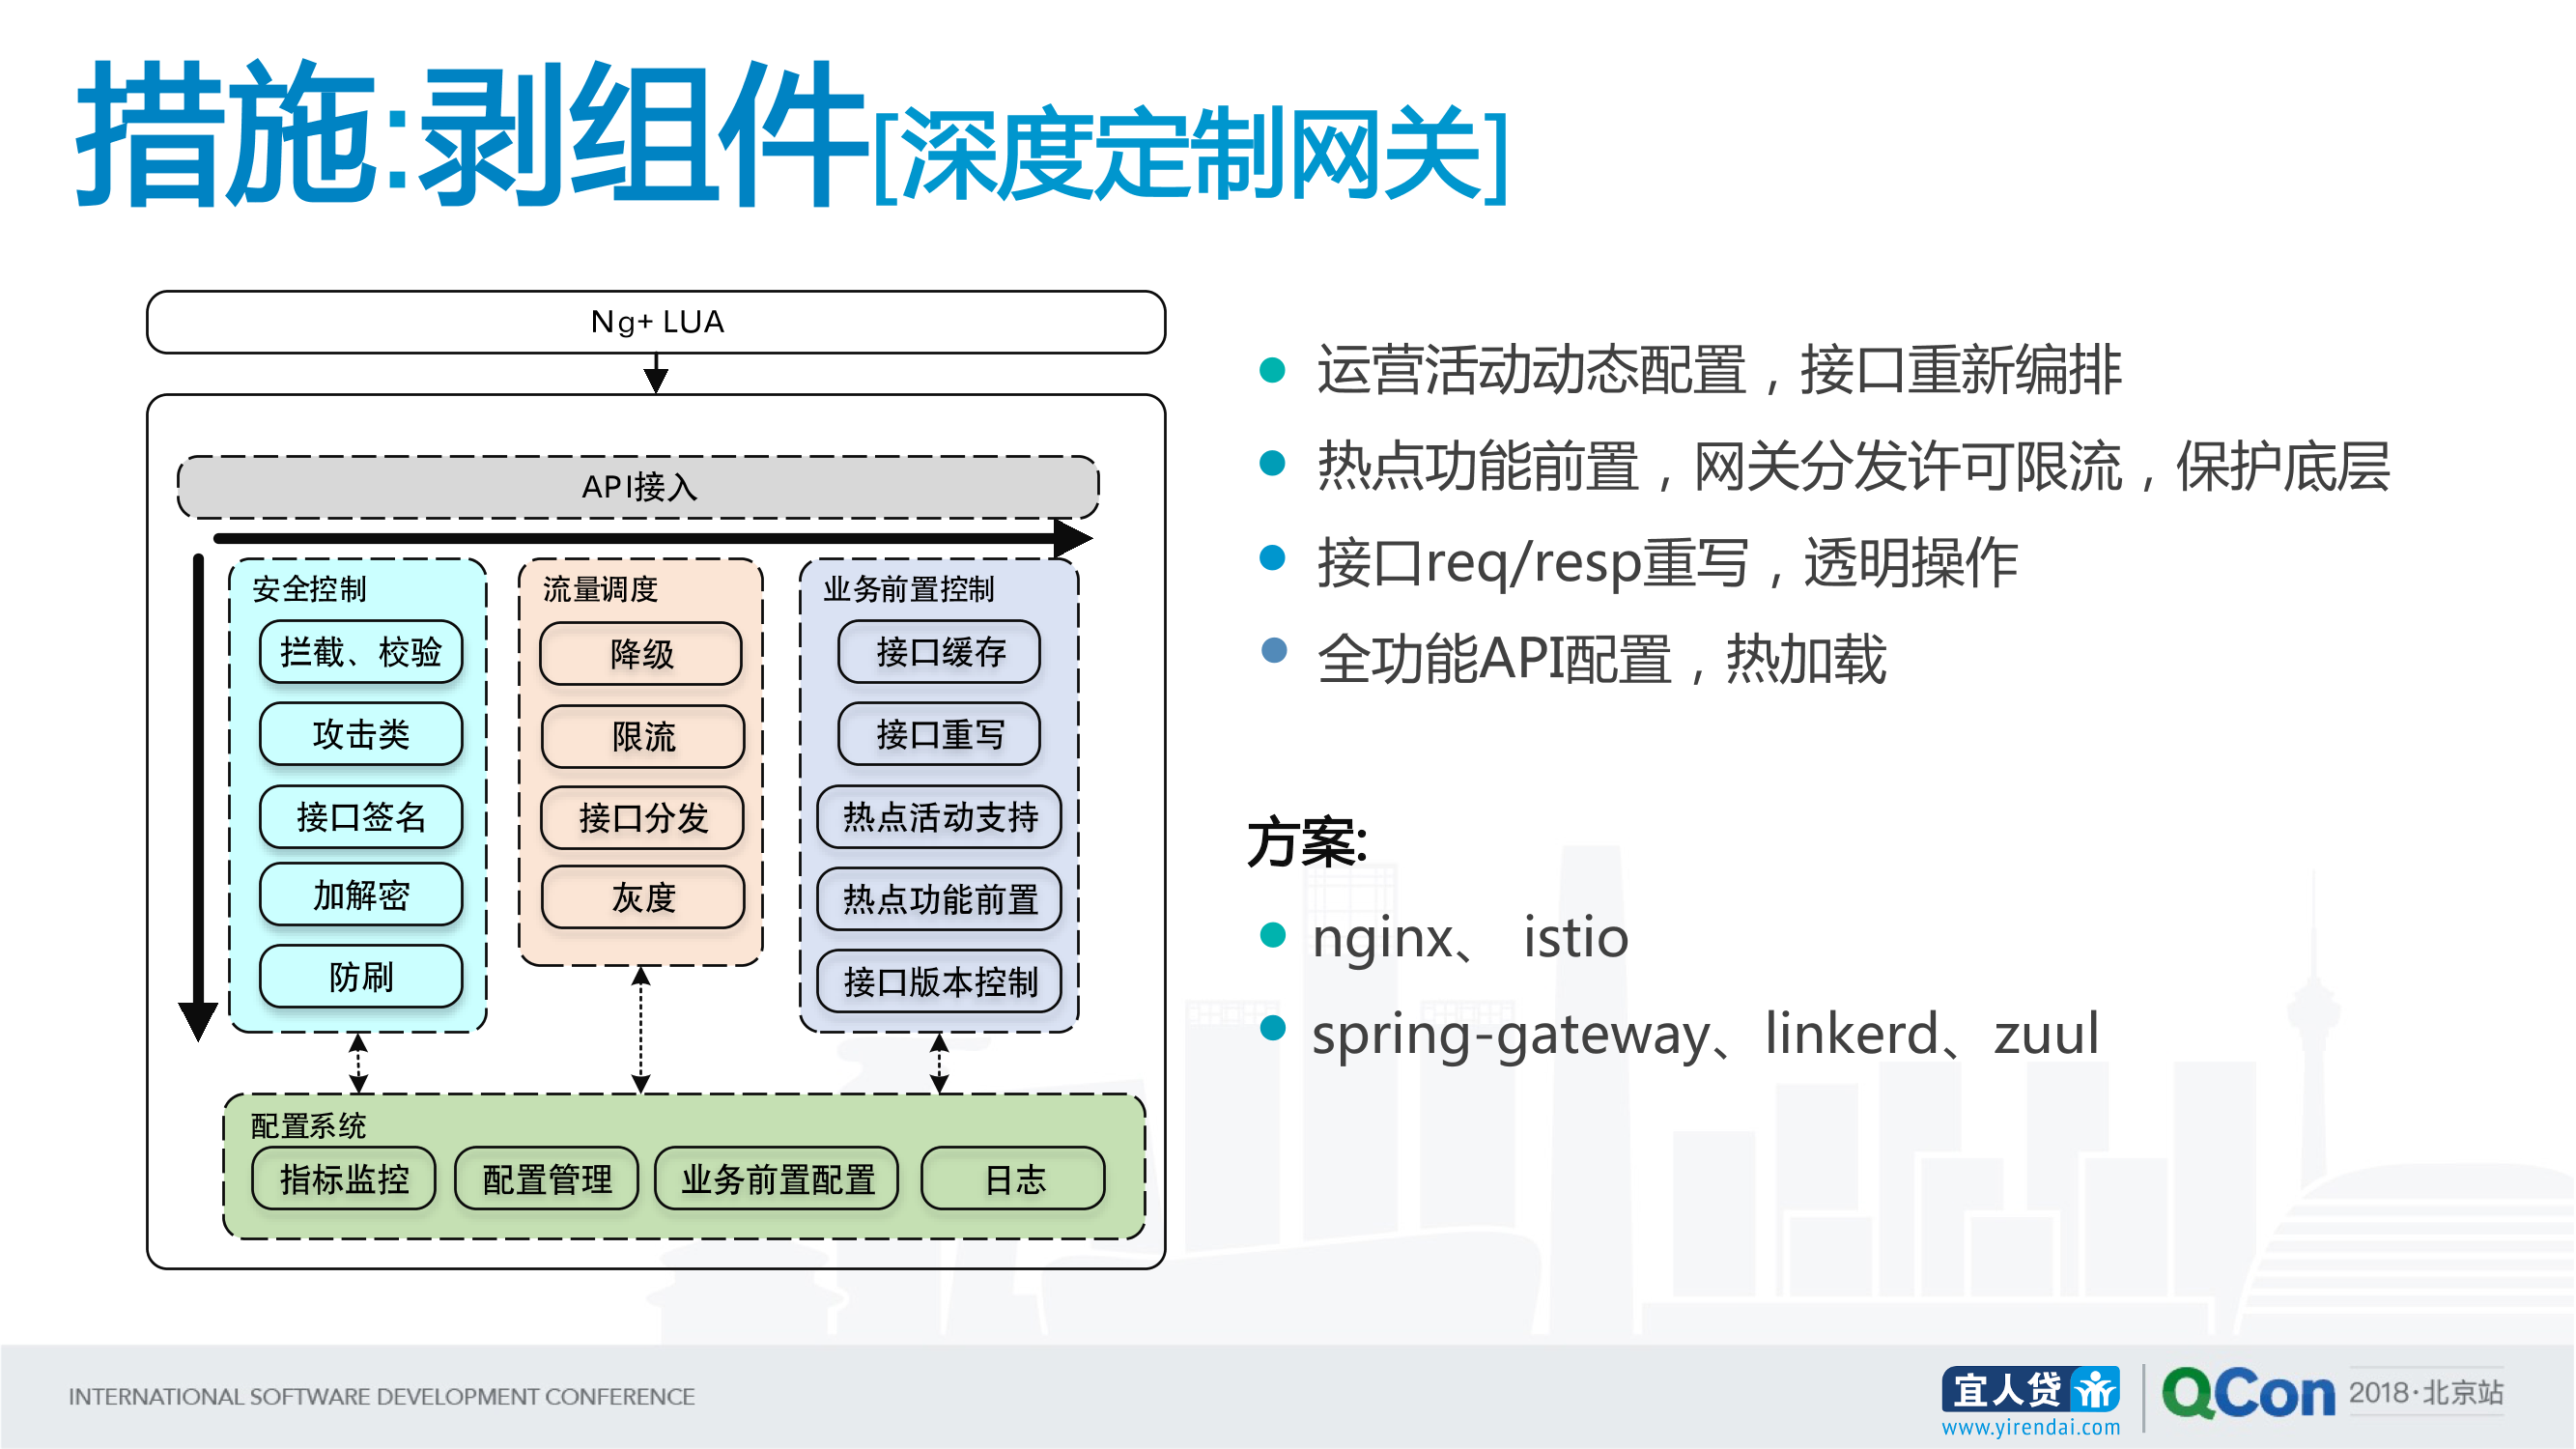 措施:剥组件[深度定制网关]
Ng+ LUA
API接入
安全控制
拦截、校验
攻击类
接口签名
加解密
防刷
流量调度
降级
限流
接口分发
灰度
业务前置控制
接口缓存
接口重写
热点活动支持
热点功能前置
接口版本控制
配置系统
指标监控
配置管理
业务前置配置
日志
运营活动动态配置，接口重新编排
热点功能前置，网关分发许可限流，保护底层
接口req/resp重写，透明操作
全功能API配置，热加载
方案:
nginx、 istio
spring-gateway、linkerd、zuul
INTERNATIONAL SOFTWARE DEVELOPMENT CONFERENCE
宜人贷
www.yirendai.com
QCon 2018·北京站